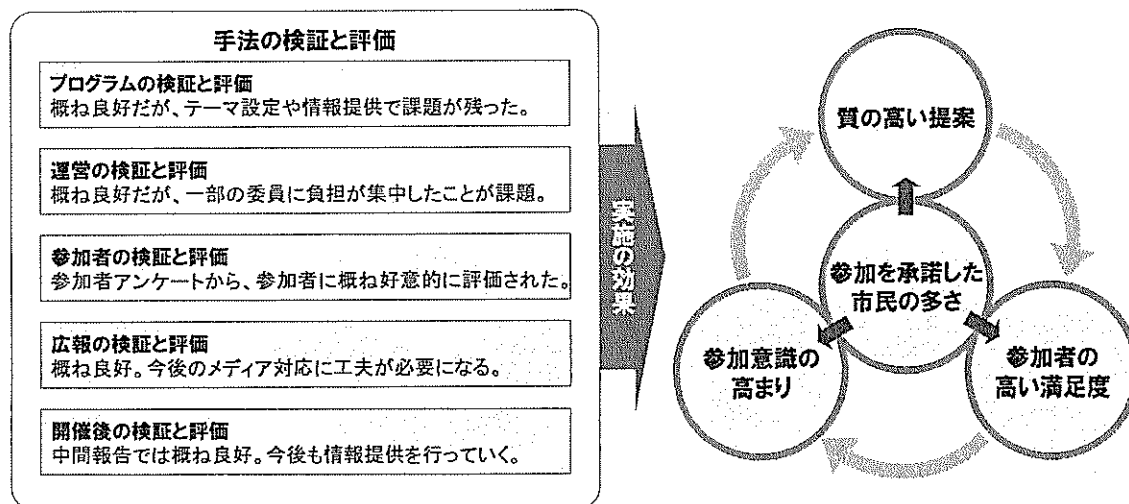 手法の検証と評価
プログラムの検証と評価
概ね良好だが、テーマ設定や情報提供で課題が残った。
運営の検証と評価
概ね良好だが、一部の委員に負担が集中したことが課題。
参加者の検証と評価
参加者アンケートから、参加者に概ね好意的に評価された。
広報の検証と評価
概ね良好。今後のメディア対応に工夫が必要になる。
開催後の検証と評価
中間報告では概ね良好。今後も情報提供を行っていく。
実施の効果
質の高い提案
参加を承諾した
市民の多さ
参加意識の
高まり
参加者の
高い満足度